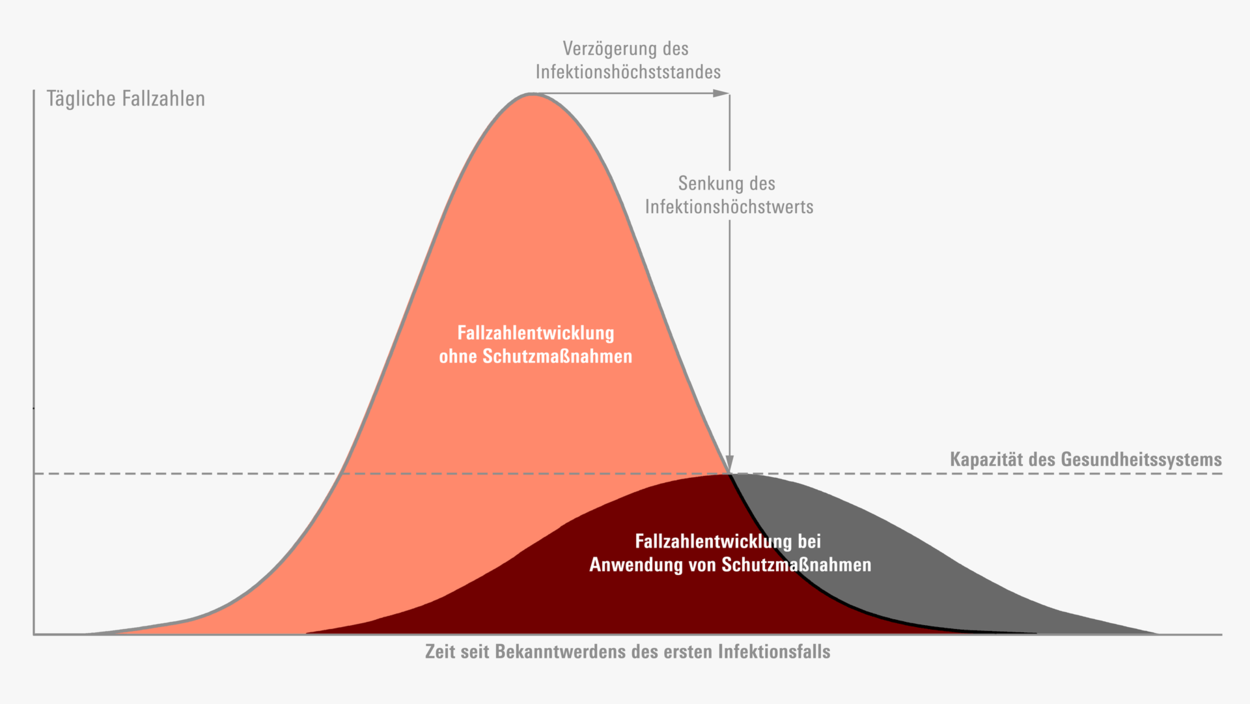 Verzögerung des
Infektionshöchststandes
Tägliche Fallzahlen
Senkung des
Infektionshöchstwerts
Fallzahlentwicklung
ohne Schutzmaßnahmen
Kapazität des Gesundheitssystems
Fallzahlentwicklung bei
Anwendung von Schutzmaßnahmen
Zeit seit Bekanntwerdens des ersten Infektionsfalls